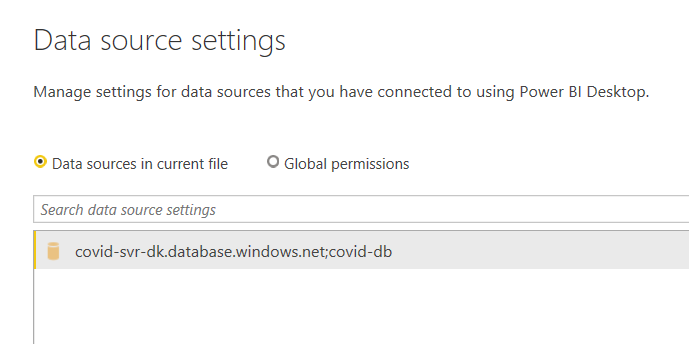 Data source settings
Manage settings for data sources that you have connected to using Power BI Desktop.
Data sources in current file Global permissions
Search data source settings
covid-svr-dk.database.windows.net;covid-db